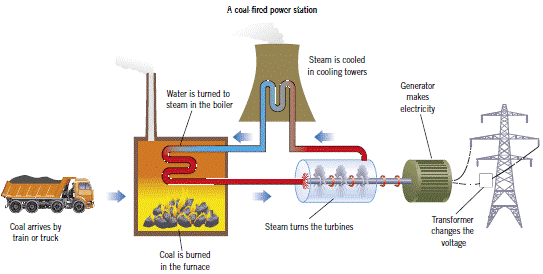 A coal-fired power station
Steam is cooled
in cooling towers
Water is turned to
steam in the boiler
Generator
makes
electricity
Coal arrives by
train or truck
Steam turns the turbines
Transformer
changes the
voltage
Coal is burned
in the furnace